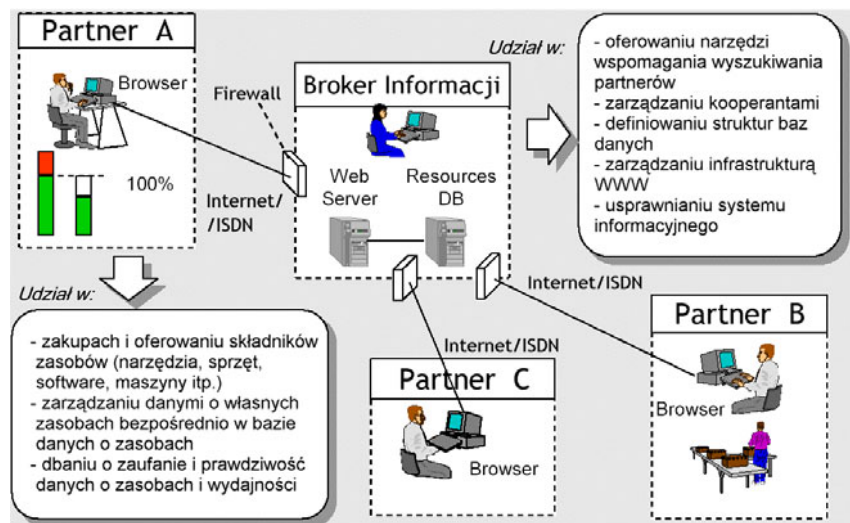 Partner A
Browser
100%
Firewall
Internet/
/ISDN
Broker Informacji
Web
Server
Resources
DB
Udział w:
- oferowaniu narzędzi
wspomagania wyszukiwania
partnerów
- zarządzaniu kooperantami
- definiowaniu struktur baz
danych
- zarządzaniu infrastrukturą
WWW
- usprawnianiu systemu
informacyjnego
Udział w:
- zakupach i oferowaniu składników
zasobów (narzędzia, sprzęt,
software, maszyny itp.)
- zarządzaniu danymi o własnych
zasobach bezpośrednio w bazie
danych o zasobach
- dbaniu o zaufanie i prawdziwość
danych o zasobach i wydajności
Internet/ISDN
Partner C
Browser
Internet/ISDN
Partner B
Browser